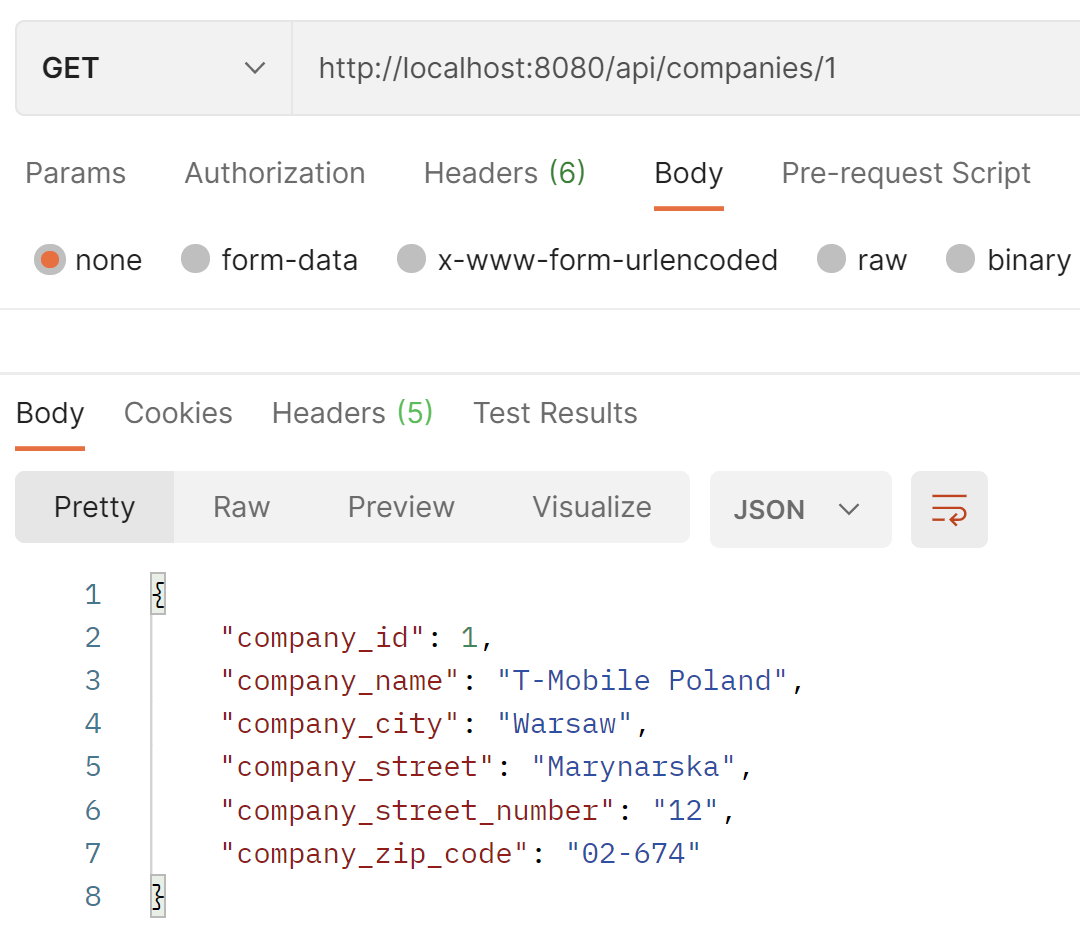 GET http://localhost:8080/api/companies/1
Params Authorization Headers (6) Body Pre-request Script
none form-data x-www-form-urlencoded raw binary
Body Cookies Headers (5) Test Results
Pretty Raw Preview Visualize JSON
1 {
2 "company_id": 1,
3 "company_name": "T-Mobile Poland",
4 "company_city": "Warsaw",
5 "company_street": "Marynarska",
6 "company_street_number": "12",
7 "company_zip_code": "02-674"
8 }